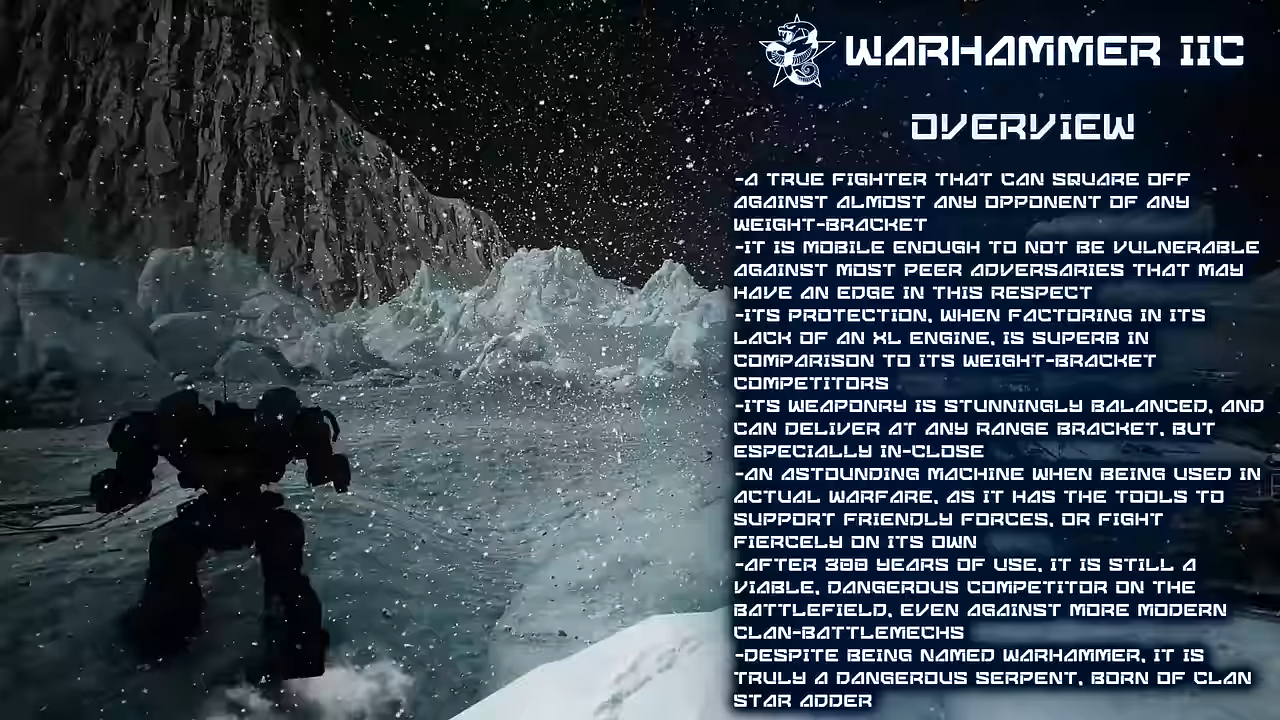 WARHAMMER IIC
OVERVIEW
-A TRUE FIGHTER THAT CAN SQUARE OFF
AGAINST ALMOST ANY OPPONENT OF ANY
WEIGHT-BRACKET
-IT IS MOBILE ENOUGH TO NOT BE VULNERABLE
AGAINST MOST PEER ADVERSARIES THAT MAY
HAVE AN EDGE IN THIS RESPECT
-ITS PROTECTION, WHEN FACTORING IN ITS
LACK OF AN XL ENGINE, IS SUPERB IN
COMPARISON TO ITS WEIGHT-BRACKET
COMPETITORS
-ITS WEAPONRY IS STUNNINGLY BALANCED, AND
CAN DELIVER AT ANY RANGE BRACKET, BUT
ESPECIALLY IN-CLOSE
-AN ASTOUNDING MACHINE WHEN BEING USED IN
ACTUAL WARFARE, AS IT HAS THE TOOLS TO
SUPPORT FRIENDLY FORCES, OR FIGHT
FIERCELY ON ITS OWN
-AFTER 300 YEARS OF USE, IT IS STILL A
VIABLE, DANGEROUS COMPETITOR ON THE
BATTLEFIELD, EVEN AGAINST MORE MODERN
CLAN-BATTLEMECHS
-DESPITE BEING NAMED WARHAMMER, IT IS
TRULY A DANGEROUS SERPENT, BORN OF CLAN
STAR ADDER